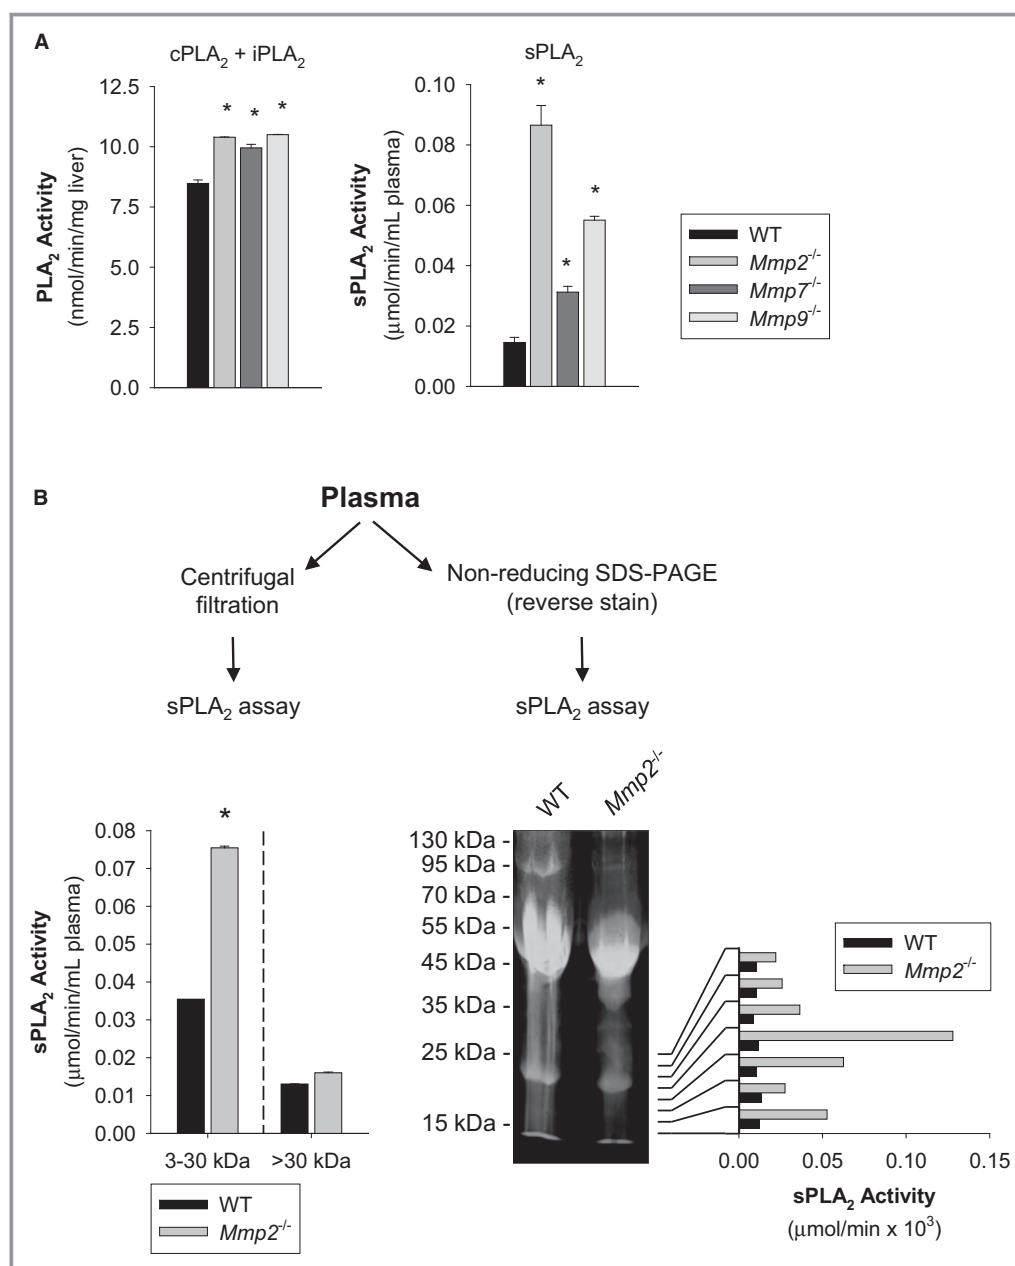 A
cPLA₂ + iPLA₂
PLA₂ Activity
(nmol/min/mg liver)
12.5
10.0
7.5
5.0
2.5
0.0
* * *
sPLA₂
sPLA₂ Activity
(μmol/min/mL plasma)
0.10
0.08
0.06
0.04
0.02
0.00
*
*
*
WT
Mmp2⁻/⁻
Mmp7⁻/⁻
Mmp9⁻/⁻
B
Plasma
Centrifugal
filtration
sPLA₂ assay
Non-reducing SDS-PAGE
(reverse stain)
sPLA₂ assay
sPLA₂ Activity
(μmol/min/mL plasma)
0.08
0.07
0.06
0.05
0.04
0.03
0.02
0.01
0.00
*
3-30 kDa >30 kDa
WT
Mmp2⁻/⁻
WT Mmp2⁻/⁻
130 kDa -
95 kDa -
70 kDa -
55 kDa -
45 kDa -
35 kDa -
25 kDa -
15 kDa -
WT
Mmp2⁻/⁻
0.00 0.05 0.10 0.15
sPLA₂ Activity
(μmol/min x 10³)